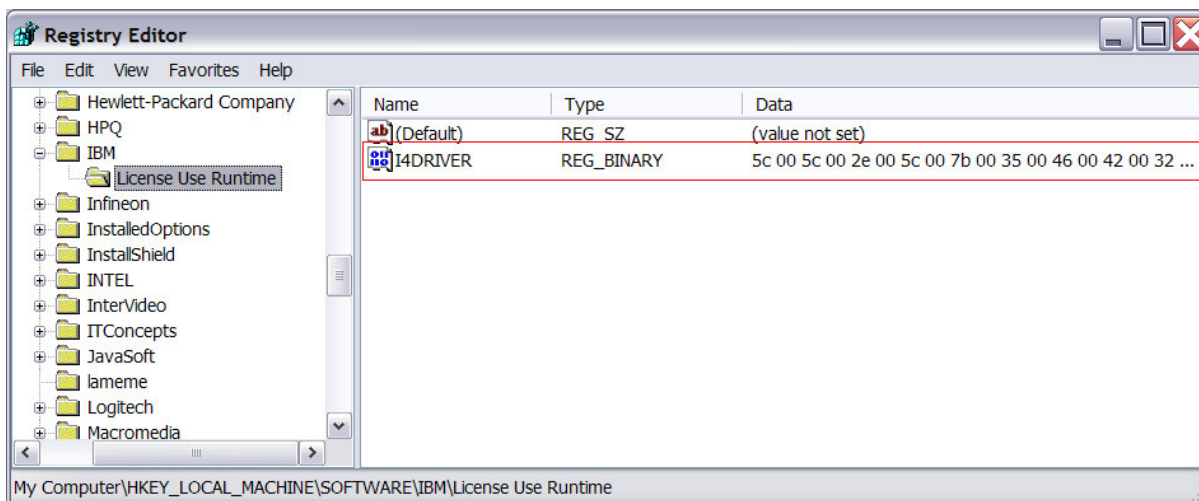 Registry Editor
File Edit View Favorites Help
Hewlett-Packard Company
HPQ
IBM
License Use Runtime
Infineon
InstalledOptions
InstallShield
INTEL
InterVideo
ITConcepts
JavaSoft
lameme
Logitech
Macromedia
Name Type Data
(Default) REG_SZ (value not set)
I4DRIVER REG_BINARY 5c 00 5c 00 2e 00 5c 00 7b 00 35 00 46 00 42 00 32 ...
My Computer\HKEY_LOCAL_MACHINE\SOFTWARE\IBM\License Use Runtime